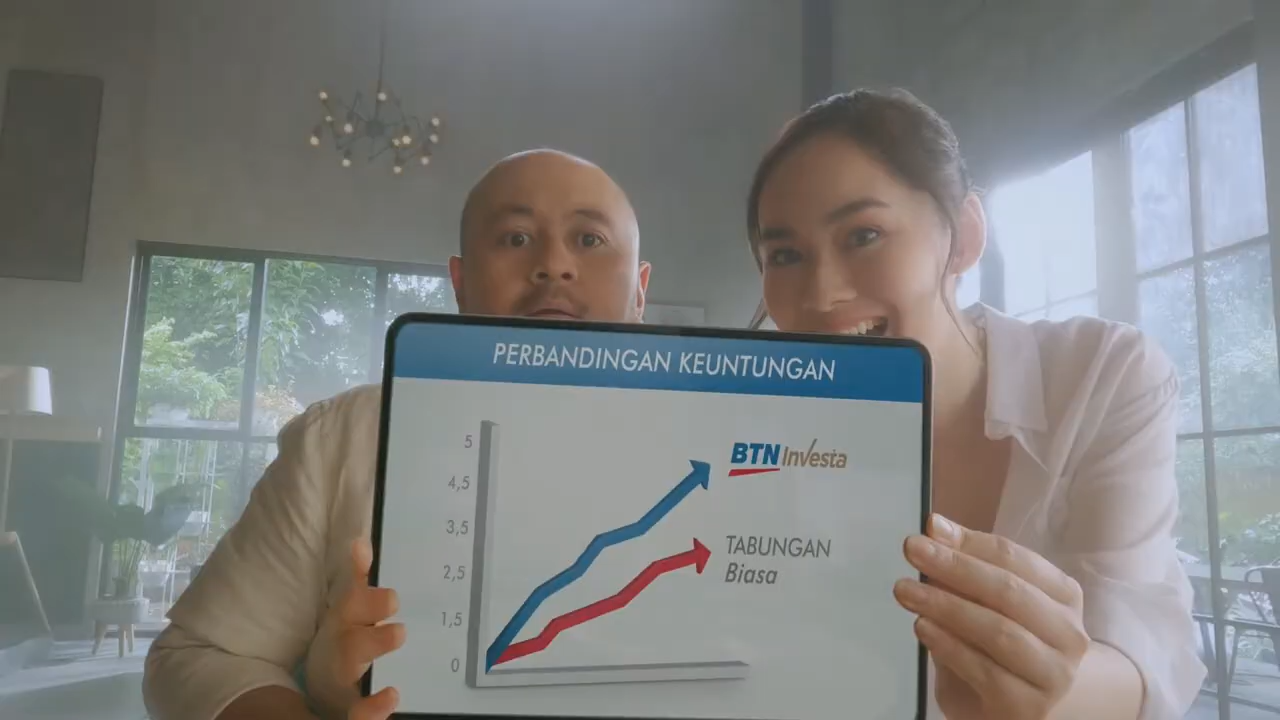 PERBANDINGAN KEUNTUNGAN
5
4,5
3,5
2,5
1,5
0
BTN Investa
TABUNGAN
Biasa